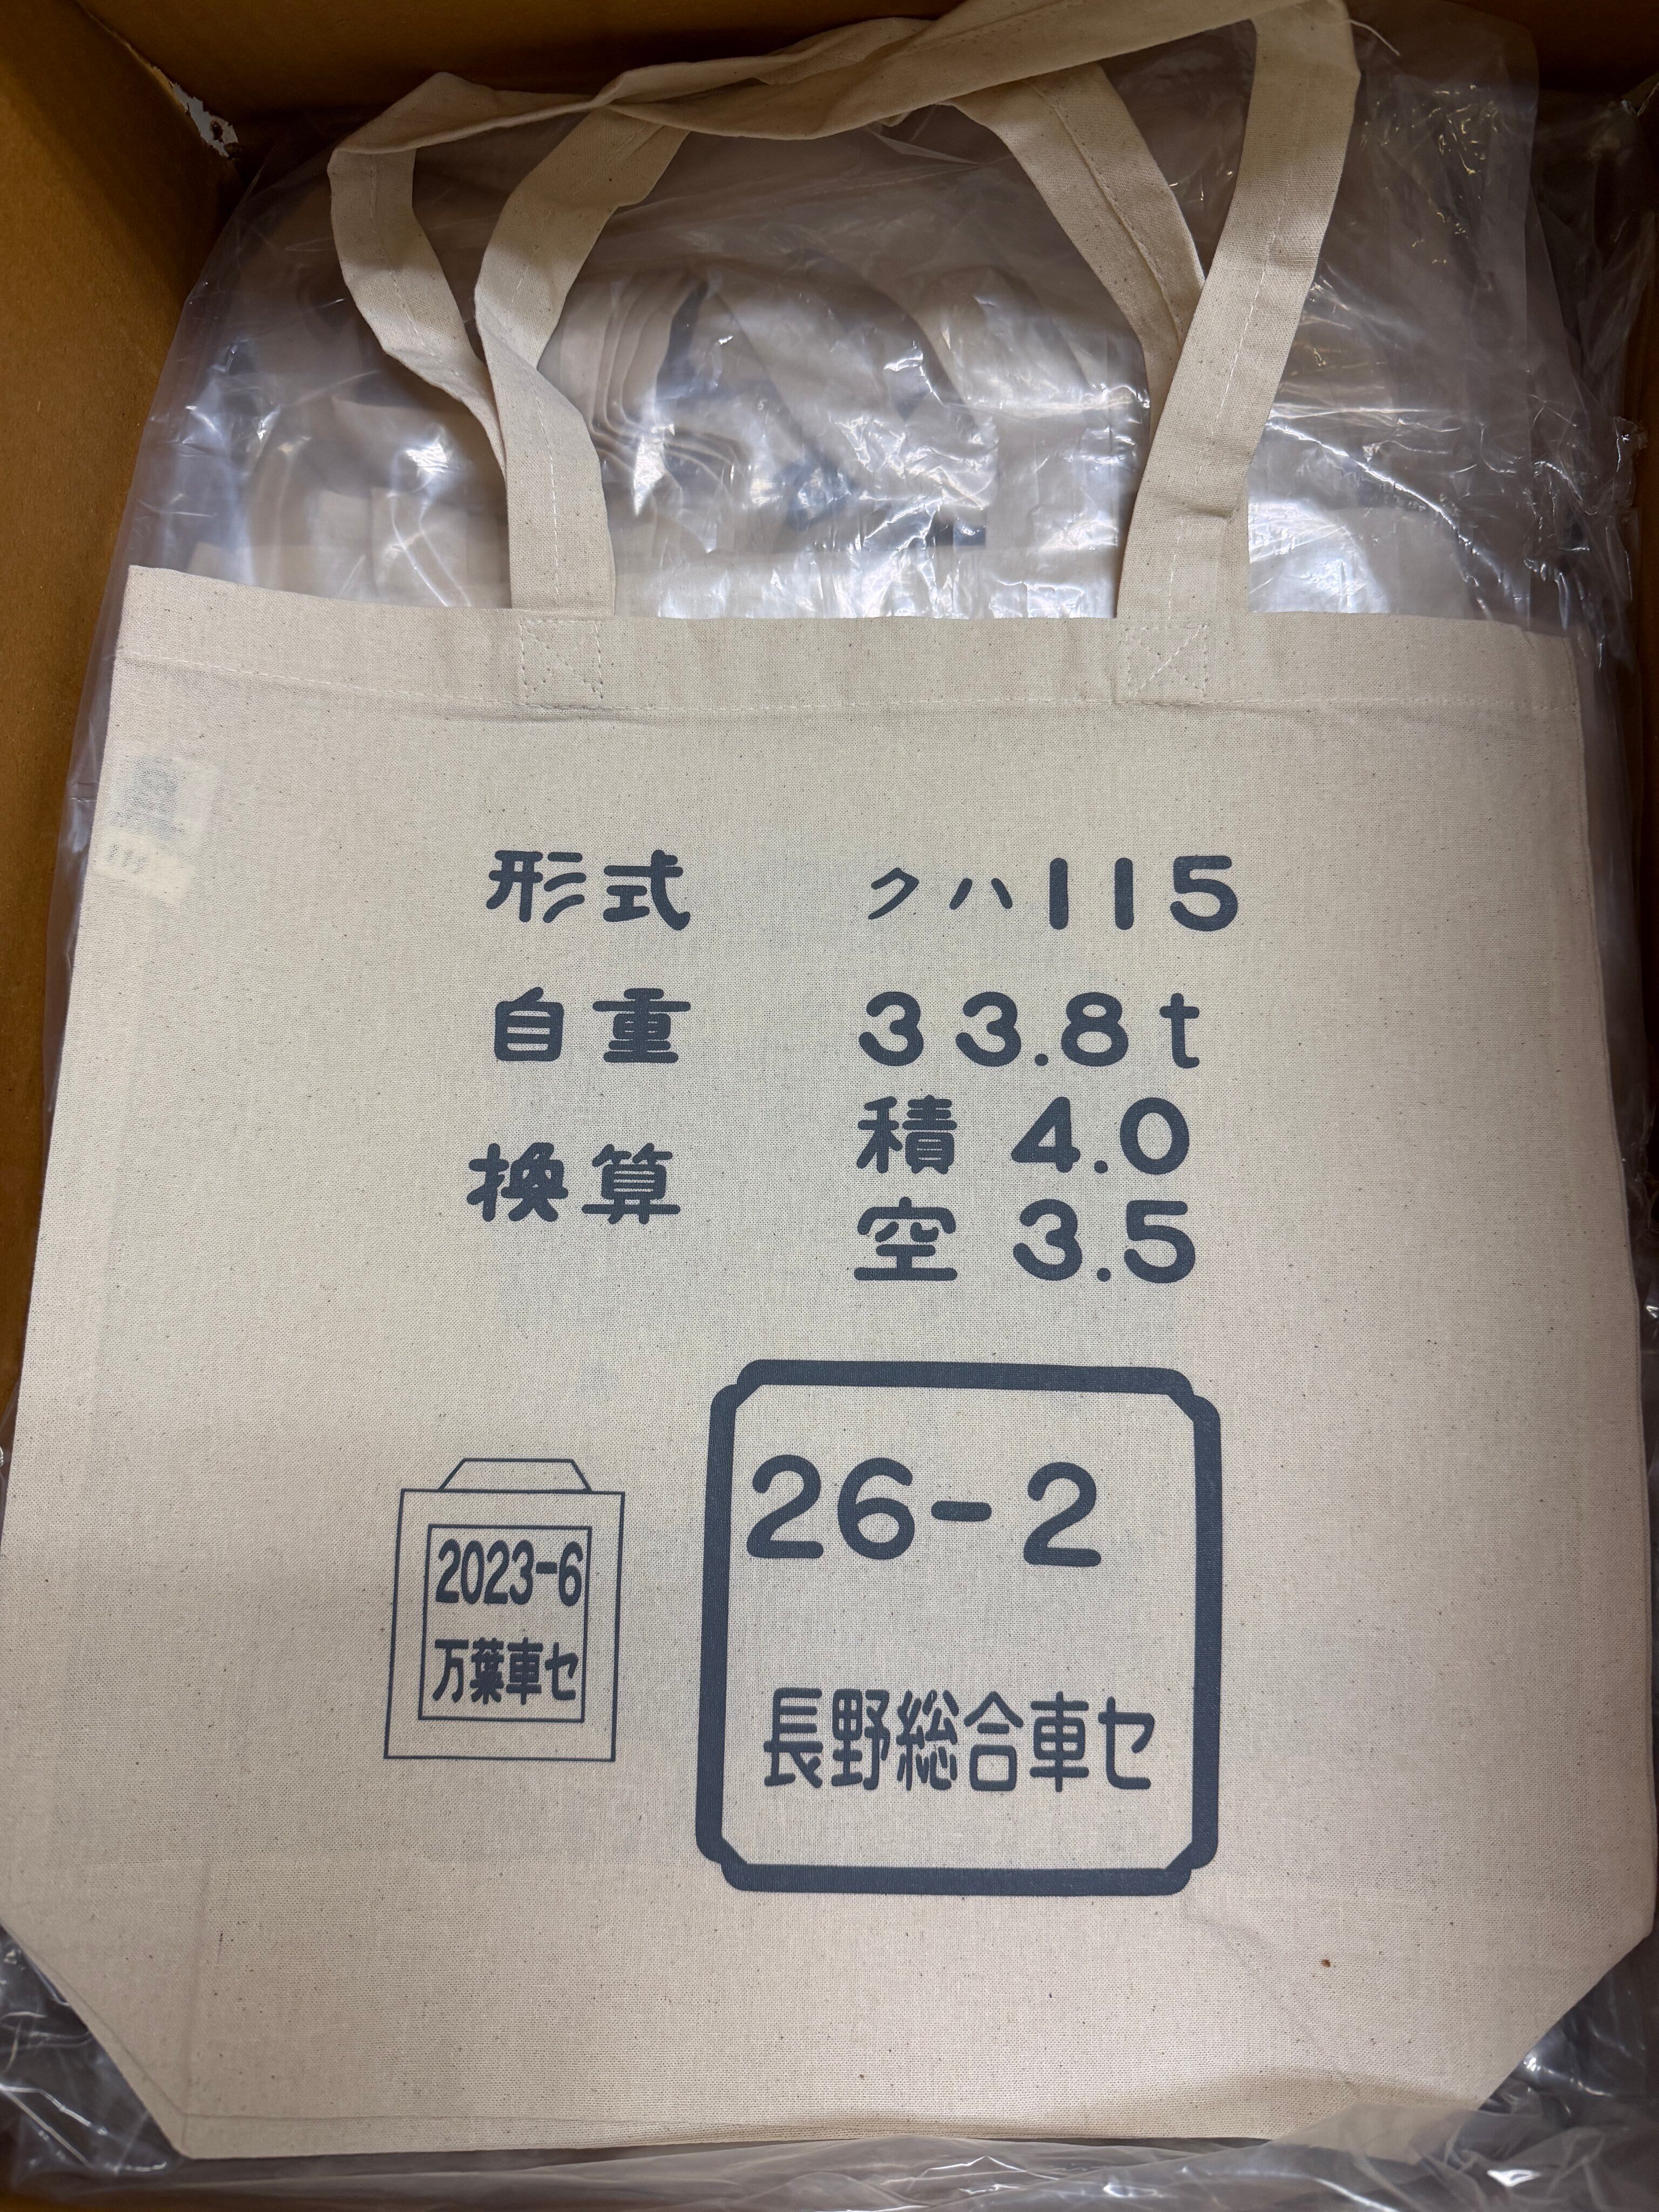 形式 クハ115
自重 33.8t
換算 積 4.0
空 3.5
26-2
長野総合車セ
2023-6
万葉車セ